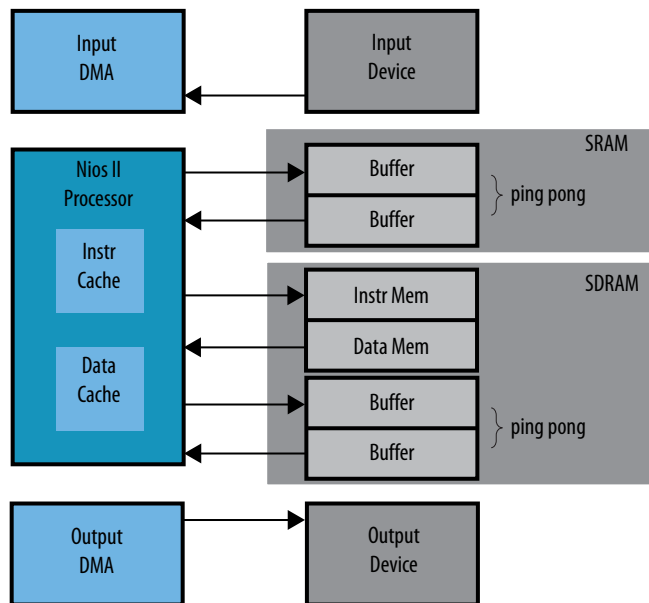 Input
DMA
Input
Device
SRAM
Nios II
Processor
Buffer
Buffer
ping pong
Instr
Cache
SDRAM
Instr Mem
Data Mem
Data
Cache
Buffer
Buffer
ping pong
Output
DMA
Output
Device